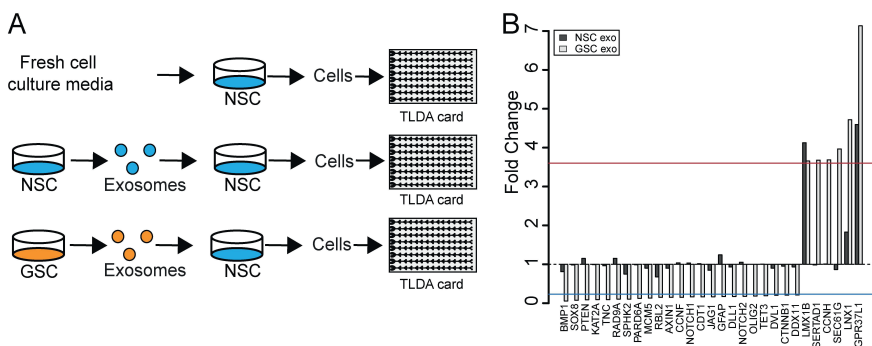 A
Fresh cell
culture media
NSC
Cells
TLDA card
NSC
Exosomes
NSC
Cells
TLDA card
GSC
Exosomes
NSC
Cells
TLDA card
B
Fold Change
7
6
5
4
3
2
1
0
NSC exo
GSC exo
BMP1
SOX8
PTEN
KAT2A
TNC
RAD9A
SPHK2
PARD6A
MCM5
RBL2
AXIN1
CCNF
NOTCH1
CDT1
JAG1
GFAP
DLL1
NOTCH2
OLIG2
TET3
DVL1
CTNNB1
DDX11
LMX1B
SERTAD1
CCNH
SEC61G
LNX1
GPR37L1